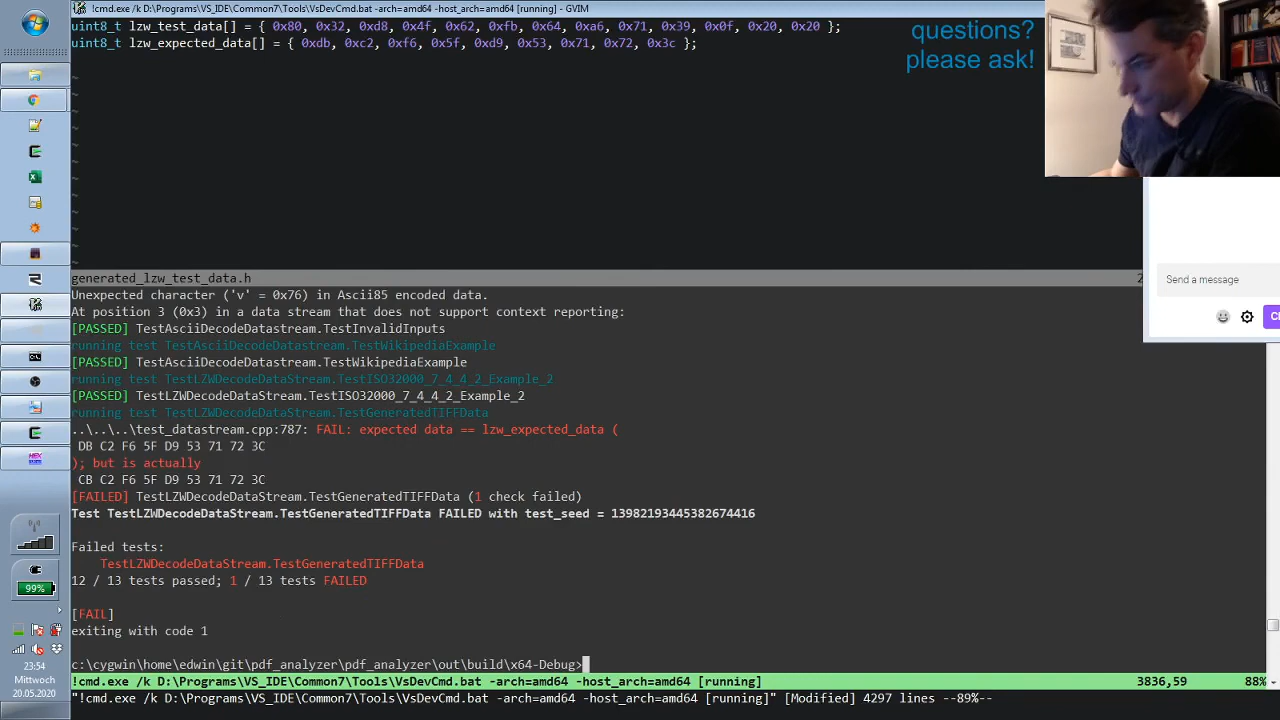 !cmd.exe /k D:\Programs\VS_IDE\Common7\Tools\VsDevCmd.bat -arch=amd64 -host_arch=amd64 [running] - GVIM
uint8_t lzw_test_data[] = { 0x80, 0x32, 0xd8, 0x4f, 0x62, 0xfb, 0x64, 0xa6, 0x71, 0x39, 0x0f, 0x20, 0x20 };
uint8_t lzw_expected_data[] = { 0xdb, 0xc2, 0xf6, 0x5f, 0xd9, 0x53, 0x71, 0x72, 0x3c };
questions?
please ask!
~
~
~
~
~
~
~
~
~
~
~
~
generated_lzw_test_data.h
2
Unexpected character ('v' = 0x76) in Ascii85 encoded data.
At position 3 (0x3) in a data stream that does not support context reporting:
[PASSED] TestAsciiDecodeDatastream.TestInvalidInputs
running test TestAsciiDecodeDatastream.TestWikipediaExample
[PASSED] TestAsciiDecodeDatastream.TestWikipediaExample
running test TestLZWDecodeDataStream.TestISO32000_7_4_4_2_Example_2
[PASSED] TestLZWDecodeDataStream.TestISO32000_7_4_4_2_Example_2
running test TestLZWDecodeDataStream.TestGeneratedTIFFData
..\..\..\test_datastream.cpp:787: FAIL: expected data == lzw_expected_data (
DB C2 F6 5F D9 53 71 72 3C
); but is actually
CB C2 F6 5F D9 53 71 72 3C
[FAILED] TestLZWDecodeDataStream.TestGeneratedTIFFData (1 check failed)
Test TestLZWDecodeDataStream.TestGeneratedTIFFData FAILED with test_seed = 13982193445382674416
Failed tests:
TestLZWDecodeDataStream.TestGeneratedTIFFData
12 / 13 tests passed; 1 / 13 tests FAILED
[FAIL]
exiting with code 1
c:\cygwin\home\edwin\git\pdf_analyzer\pdf_analyzer\out\build\x64-Debug>
!cmd.exe /k D:\Programs\VS_IDE\Common7\Tools\VsDevCmd.bat -arch=amd64 -host_arch=amd64 [running] 3836,59 88%
"!cmd.exe /k D:\Programs\VS_IDE\Common7\Tools\VsDevCmd.bat -arch=amd64 -host_arch=amd64 [running]" [Modified] 4297 lines --89%--
Send a message
99%
23:54
Mittwoch
20.05.2020